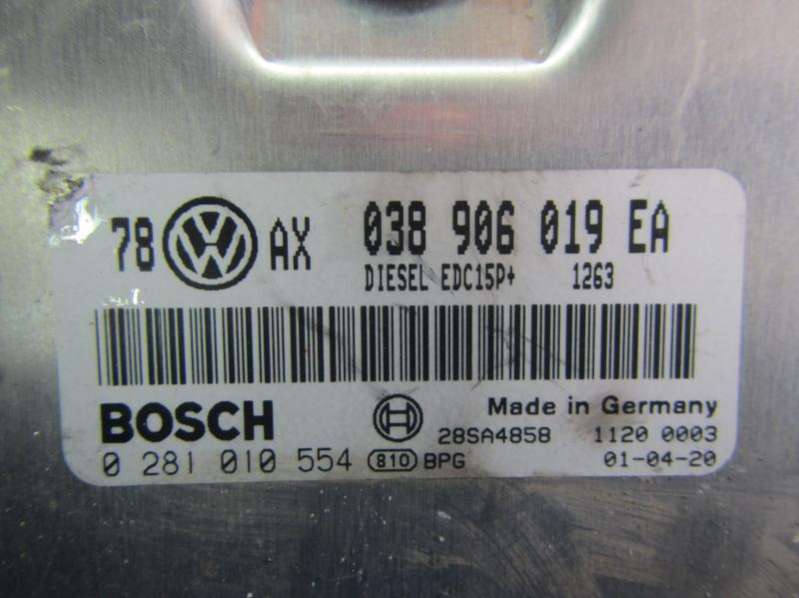 78 VW AX 038 906 019 EA
DIESEL EDC15P+ 1263
BOSCH
Made in Germany
28SA4858 1120 0003
0 281 010 554 810 BPG 01-04-20